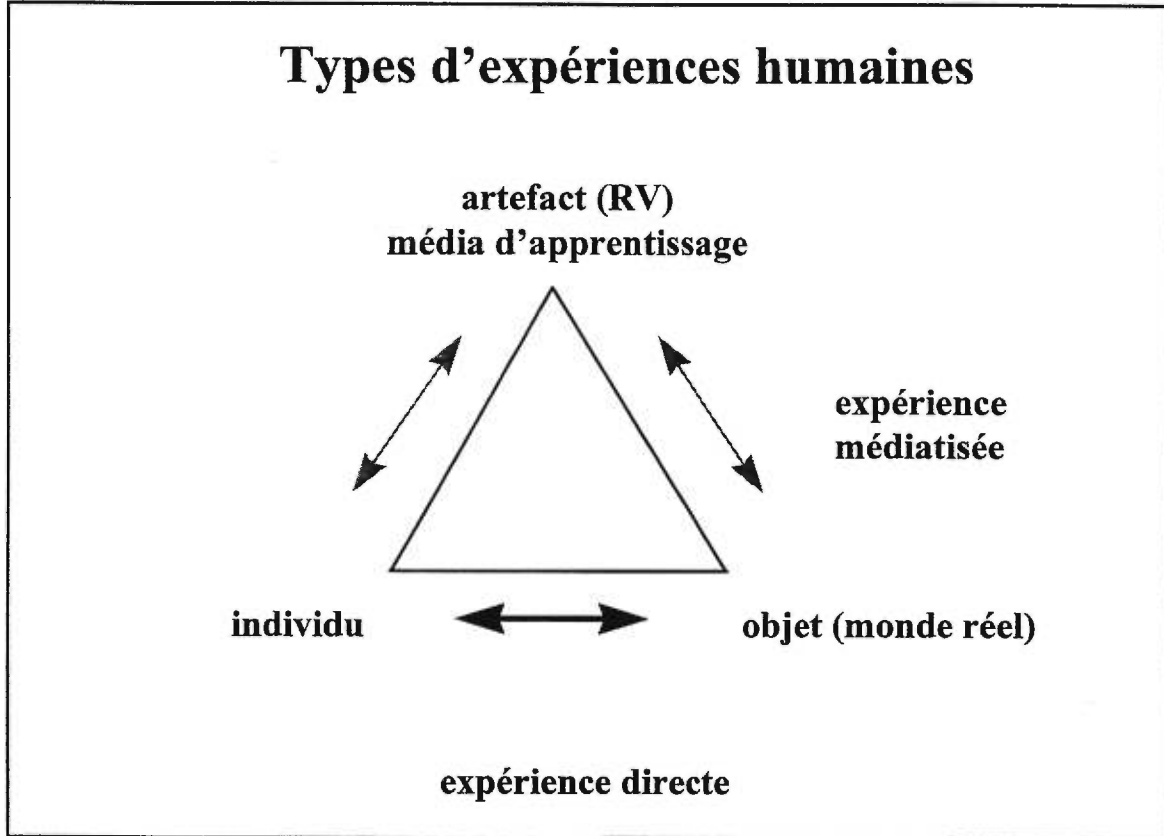 Types d'expériences humaines
artefact (RV)
média d'apprentissage
expérience
médiatisée
individu
objet (monde réel)
expérience directe